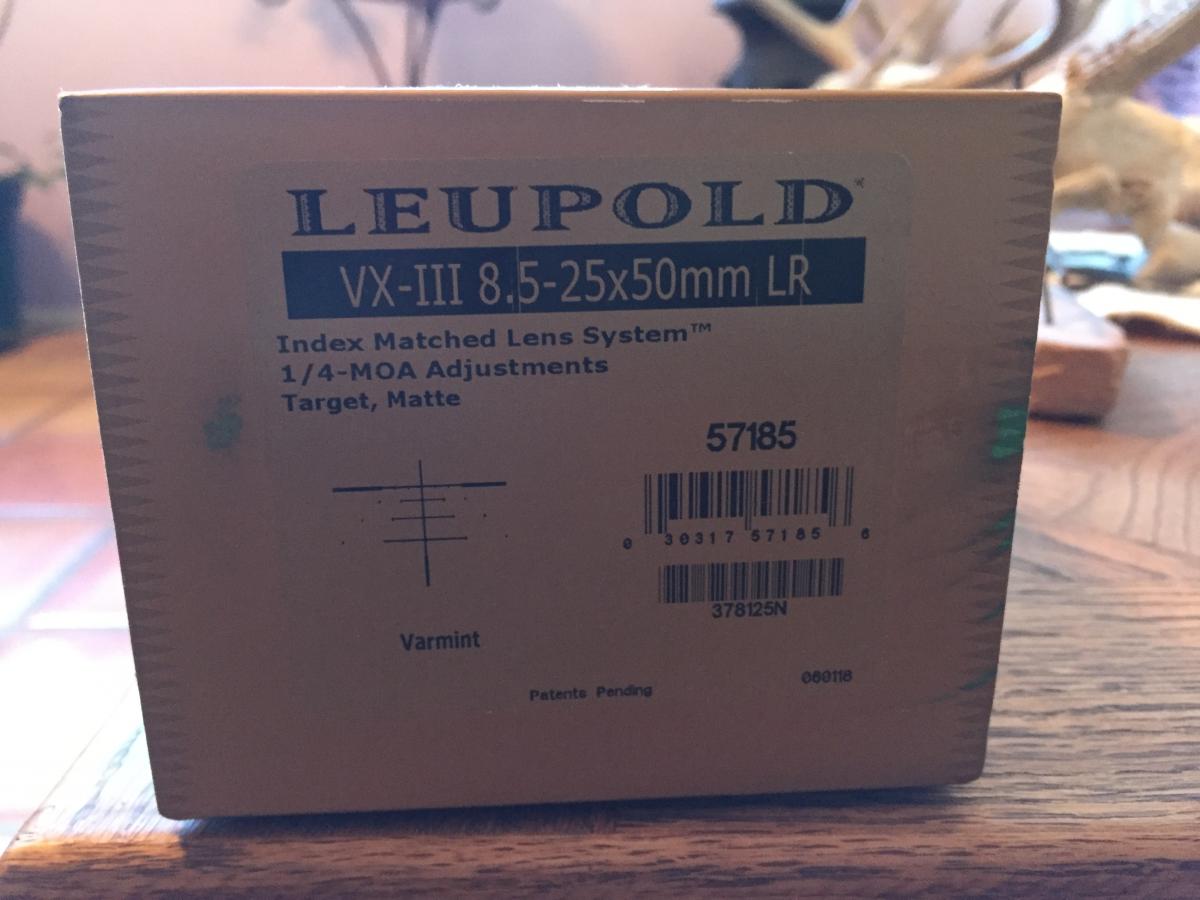 LEUPOLD®
VX-III 8.5-25x50mm LR
Index Matched Lens System™
1/4-MOA Adjustments
Target, Matte
57185
0 30317 57185 6
378125N
Varmint
Patents Pending
060118